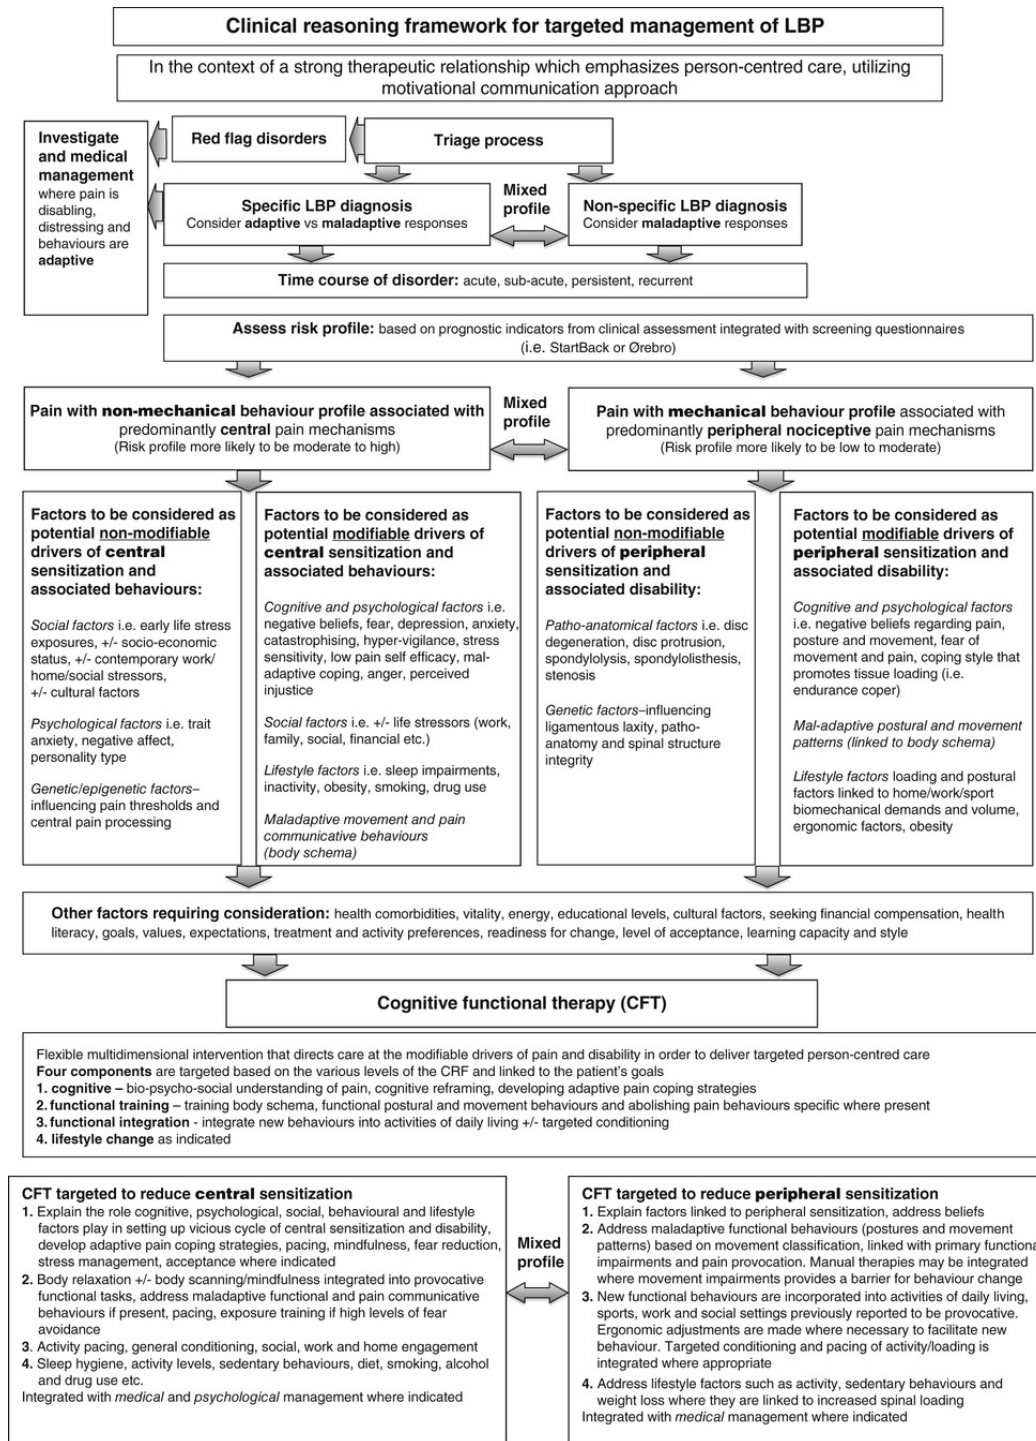 Clinical reasoning framework for targeted management of LBP
In the context of a strong therapeutic relationship which emphasizes person-centred care, utilizing
motivational communication approach
Investigate
and medical
management
where pain is
disabling,
distressing and
behaviours are
adaptive
Red flag disorders
Triage process
Specific LBP diagnosis
Consider adaptive vs maladaptive responses
Mixed
profile
Non-specific LBP diagnosis
Consider maladaptive responses
Time course of disorder: acute, sub-acute, persistent, recurrent
Assess risk profile: based on prognostic indicators from clinical assessment integrated with screening questionnaires
(i.e. StartBack or Ørebro)
Pain with non-mechanical behaviour profile associated with
predominantly central pain mechanisms
(Risk profile more likely to be moderate to high)
Mixed
profile
Pain with mechanical behaviour profile associated with
predominantly peripheral nociceptive pain mechanisms
(Risk profile more likely to be low to moderate)
Factors to be considered as
potential non-modifiable
drivers of central
sensitization and
associated behaviours:
Social factors i.e. early life stress
exposures, +/- socio-economic
status, +/- contemporary work/
home/social stressors,
+/- cultural factors
Psychological factors i.e. trait
anxiety, negative affect,
personality type
Genetic/epigenetic factors–
influencing pain thresholds and
central pain processing
Factors to be considered as
potential modifiable drivers of
central sensitization and
associated behaviours:
Cognitive and psychological factors i.e.
negative beliefs, fear, depression, anxiety,
catastrophising, hyper-vigilance, stress
sensitivity, low pain self efficacy, mal-
adaptive coping, anger, perceived
injustice
Social factors i.e. +/- life stressors (work,
family, social, financial etc.)
Lifestyle factors i.e. sleep impairments,
inactivity, obesity, smoking, drug use
Maladaptive movement and pain
communicative behaviours
(body schema)
Factors to be considered as
potential non-modifiable
drivers of peripheral
sensitization and
associated disability:
Patho-anatomical factors i.e. disc
degeneration, disc protrusion,
spondylolysis, spondylolisthesis,
stenosis
Genetic factors–influencing
ligamentous laxity, patho-
anatomy and spinal structure
integrity
Factors to be considered as
potential modifiable drivers of
peripheral sensitization and
associated disability:
Cognitive and psychological factors
i.e. negative beliefs regarding pain,
posture and movement, fear of
movement and pain, coping style that
promotes tissue loading (i.e.
endurance coper)
Mal-adaptive postural and movement
patterns (linked to body schema)
Lifestyle factors loading and postural
factors linked to home/work/sport
biomechanical demands and volume,
ergonomic factors, obesity
Other factors requiring consideration: health comorbidities, vitality, energy, educational levels, cultural factors, seeking financial compensation, health
literacy, goals, values, expectations, treatment and activity preferences, readiness for change, level of acceptance, learning capacity and style
Cognitive functional therapy (CFT)
Flexible multidimensional intervention that directs care at the modifiable drivers of pain and disability in order to deliver targeted person-centred care
Four components are targeted based on the various levels of the CRF and linked to the patient's goals
1. cognitive – bio-psycho-social understanding of pain, cognitive reframing, developing adaptive pain coping strategies
2. functional training – training body schema, functional postural and movement behaviours and abolishing pain behaviours specific where present
3. functional integration - integrate new behaviours into activities of daily living +/- targeted conditioning
4. lifestyle change as indicated
CFT targeted to reduce central sensitization
1. Explain the role cognitive, psychological, social, behavioural and lifestyle
factors play in setting up vicious cycle of central sensitization and disability,
develop adaptive pain coping strategies, pacing, mindfulness, fear reduction,
stress management, acceptance where indicated
2. Body relaxation +/- body scanning/mindfulness integrated into provocative
functional tasks, address maladaptive functional and pain communicative
behaviours if present, pacing, exposure training if high levels of fear
avoidance
3. Activity pacing, general conditioning, social, work and home engagement
4. Sleep hygiene, activity levels, sedentary behaviours, diet, smoking, alcohol
and drug use etc.
Integrated with medical and psychological management where indicated
Mixed
profile
CFT targeted to reduce peripheral sensitization
1. Explain factors linked to peripheral sensitization, address beliefs
2. Address maladaptive functional behaviours (postures and movement
patterns) based on movement classification, linked with primary functional
impairments and pain provocation. Manual therapies may be integrated
where movement impairments provides a barrier for behaviour change
3. New functional behaviours are incorporated into activities of daily living,
sports, work and social settings previously reported to be provocative.
Ergonomic adjustments are made where necessary to facilitate new
behaviour. Targeted conditioning and pacing of activity/loading is
integrated where appropriate
4. Address lifestyle factors such as activity, sedentary behaviours and
weight loss where they are linked to increased spinal loading
Integrated with medical management where indicated